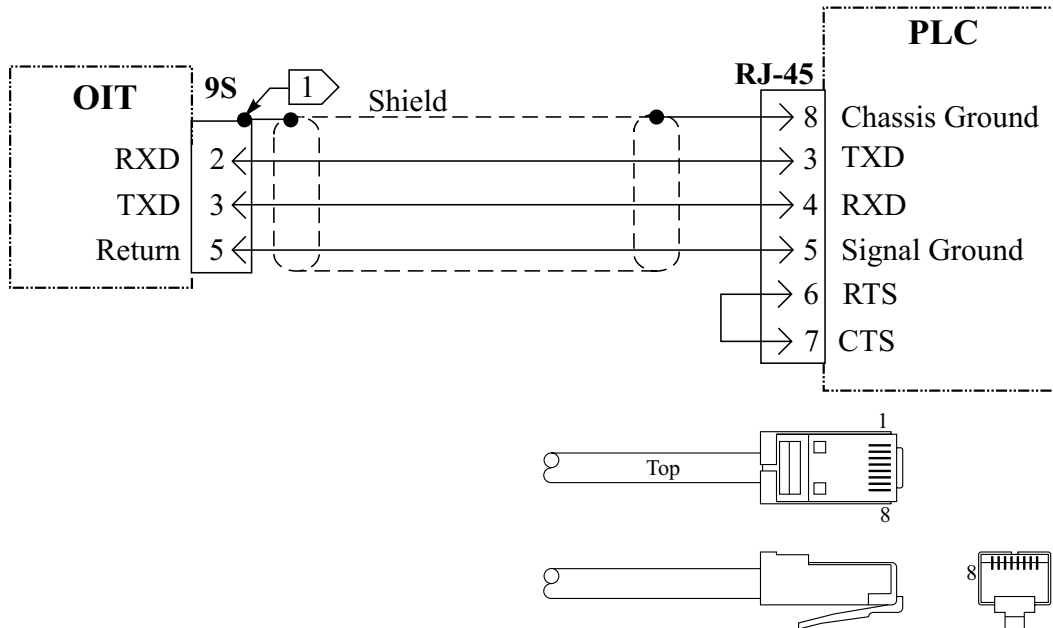 PLC
OIT
9S
1
Shield
RJ-45
8 Chassis Ground
RXD 2
3 TXD
TXD 3
4 RXD
Return 5
5 Signal Ground
6 RTS
7 CTS
1
Top
8
8